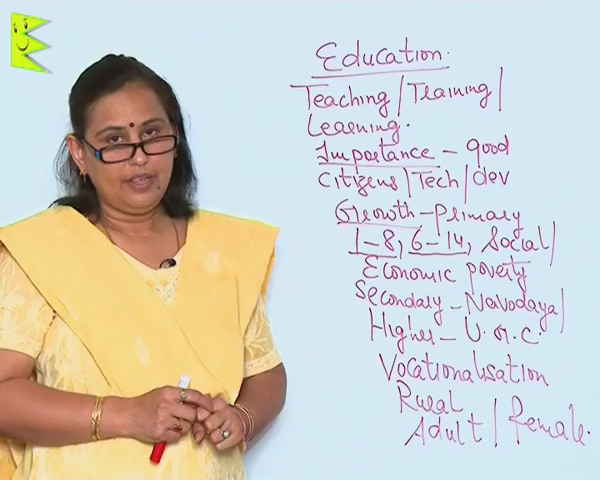 Education.
Teaching/Training/
Learning.
Importance - good
Citizens/Tech/dev
Growth - Primary
1-8, 6-14, Social/
Economic poverty
Secondary - Navodaya/
Higher - U.G.C
Vocationalisation
Rural
Adult/Female.